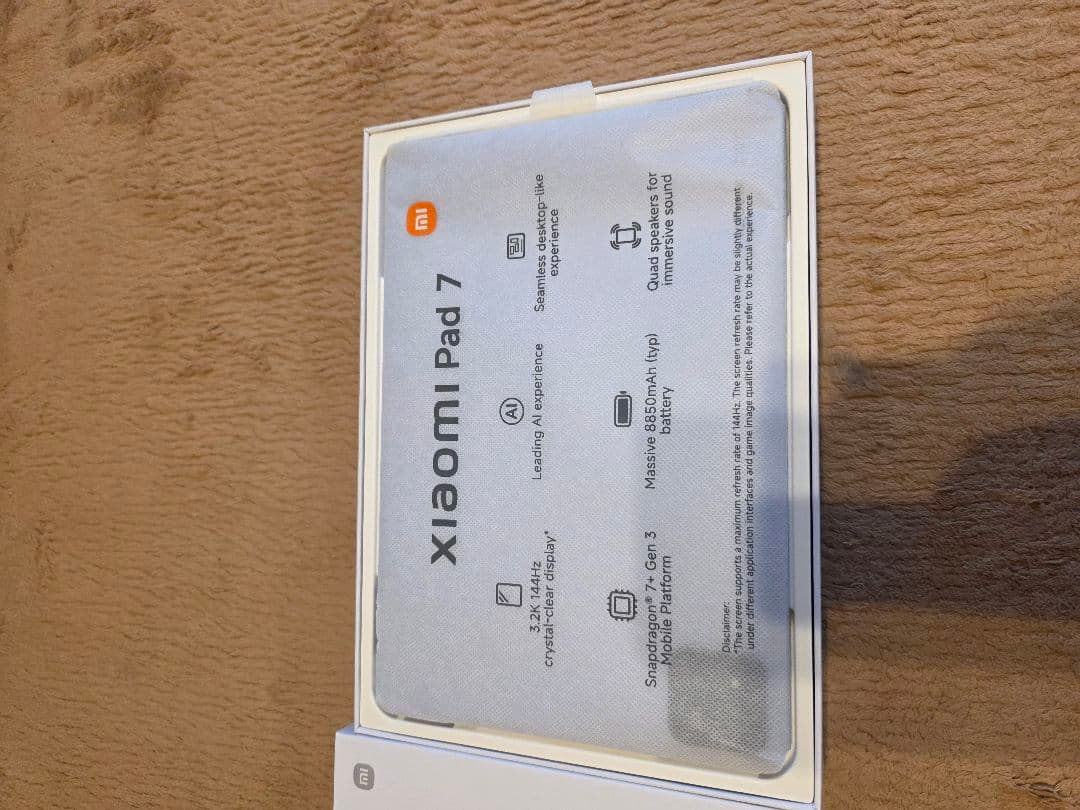 mi
Xiaomi Pad 7
3.2K 144Hz
crystal-clear display*
AI
Leading AI experience
Seamless desktop-like
experience
Snapdragon® 7+ Gen 3
Mobile Platform
Massive 8850mAh (typ)
battery
Quad speakers for
immersive sound
Disclaimer:
*The screen supports a maximum refresh rate of 144Hz. The screen refresh rate may be slightly different
under different application interfaces and game image qualities. Please refer to the actual experience.
mi